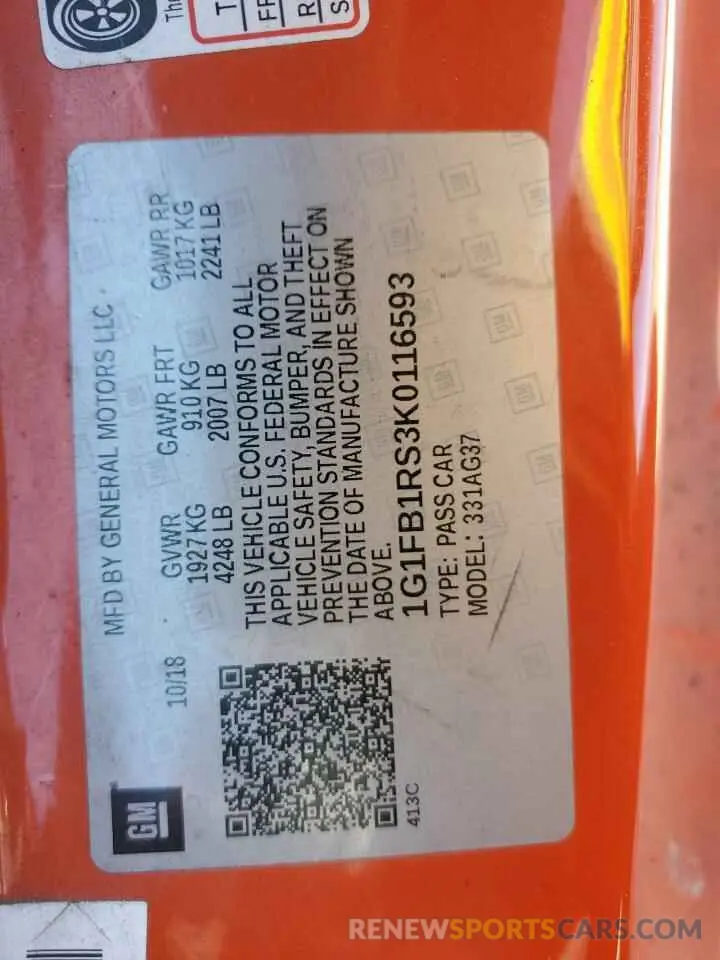 Th
T
FF
R
S
MFD BY GENERAL MOTORS LLC
10/18 GVWR GAWR FRT GAWR RR
1927 KG 910 KG 1017 KG
4248 LB 2007 LB 2241 LB
THIS VEHICLE CONFORMS TO ALL
APPLICABLE U.S. FEDERAL MOTOR
VEHICLE SAFETY, BUMPER, AND THEFT
PREVENTION STANDARDS IN EFFECT ON
THE DATE OF MANUFACTURE SHOWN
ABOVE.
1G1FB1RS3K0116593
TYPE: PASS CAR
MODEL: 331AG37
GM
413C
RENEWSPORTSCARS.COM